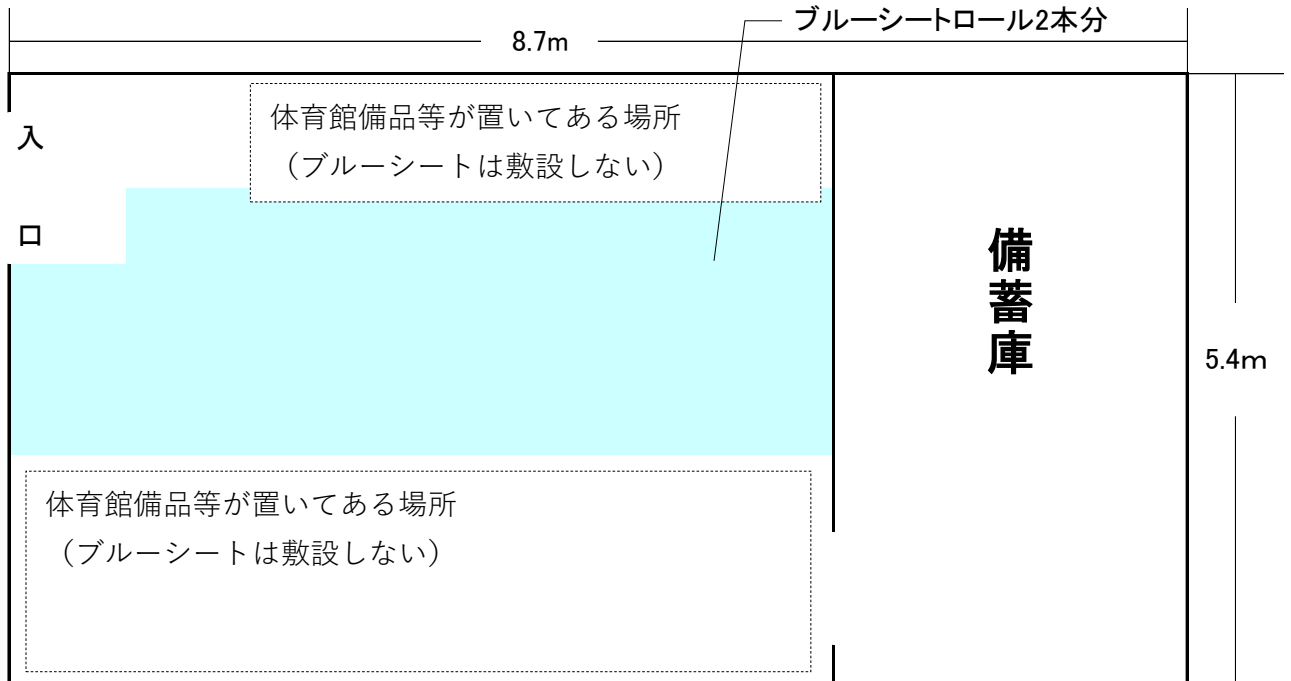 ブルーシートロール2本分
8.7m
体育館備品等が置いてある場所
（ブルーシートは敷設しない）
入
口
備蓄庫
5.4m
体育館備品等が置いてある場所
（ブルーシートは敷設しない）